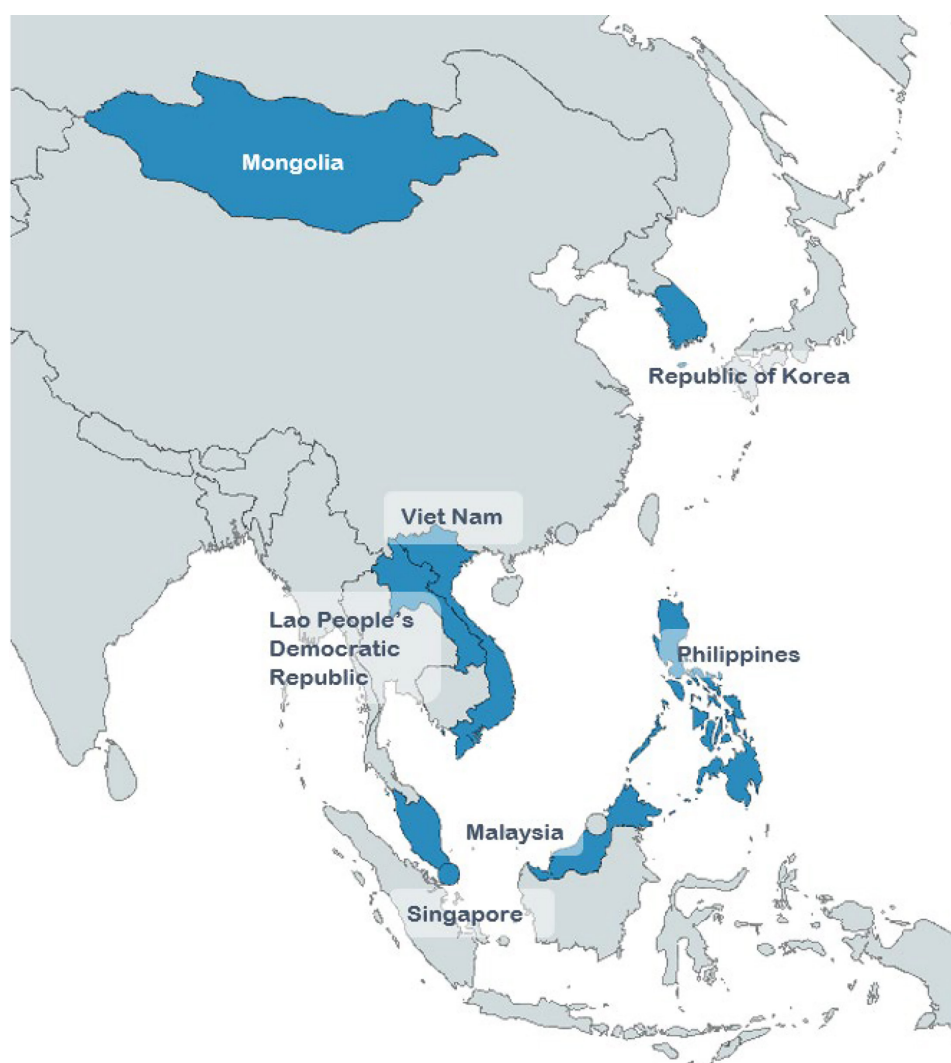 Mongolia
Republic of Korea
Viet Nam
Lao People's
Democratic
Republic
Philippines
Malaysia
Singapore